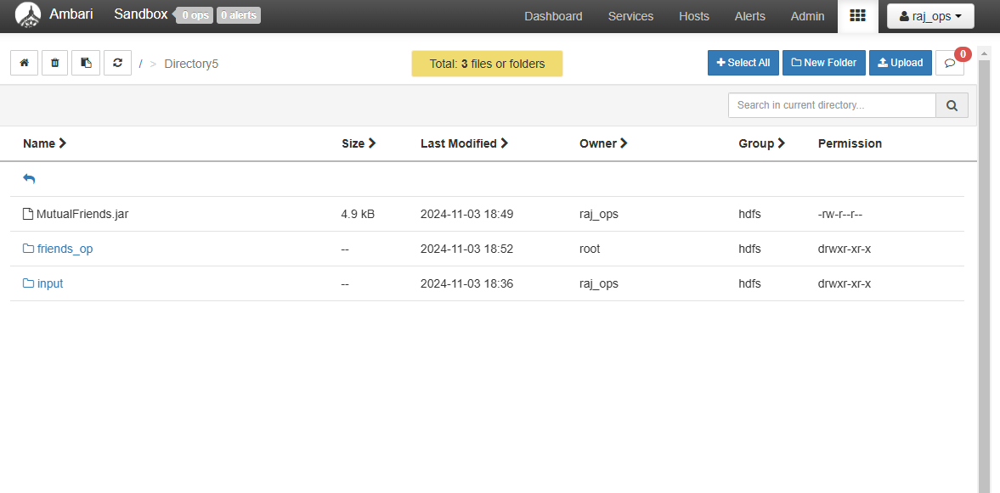 Ambari Sandbox 0 ops 0 alerts Dashboard Services Hosts Alerts Admin raj_ops
/ > Directory5 Total: 3 files or folders Select All New Folder Upload 0
Search in current directory...
Name Size Last Modified Owner Group Permission
MutualFriends.jar 4.9 kB 2024-11-03 18:49 raj_ops hdfs -rw-r--r--
friends_op -- 2024-11-03 18:52 root hdfs drwxr-xr-x
input -- 2024-11-03 18:36 raj_ops hdfs drwxr-xr-x